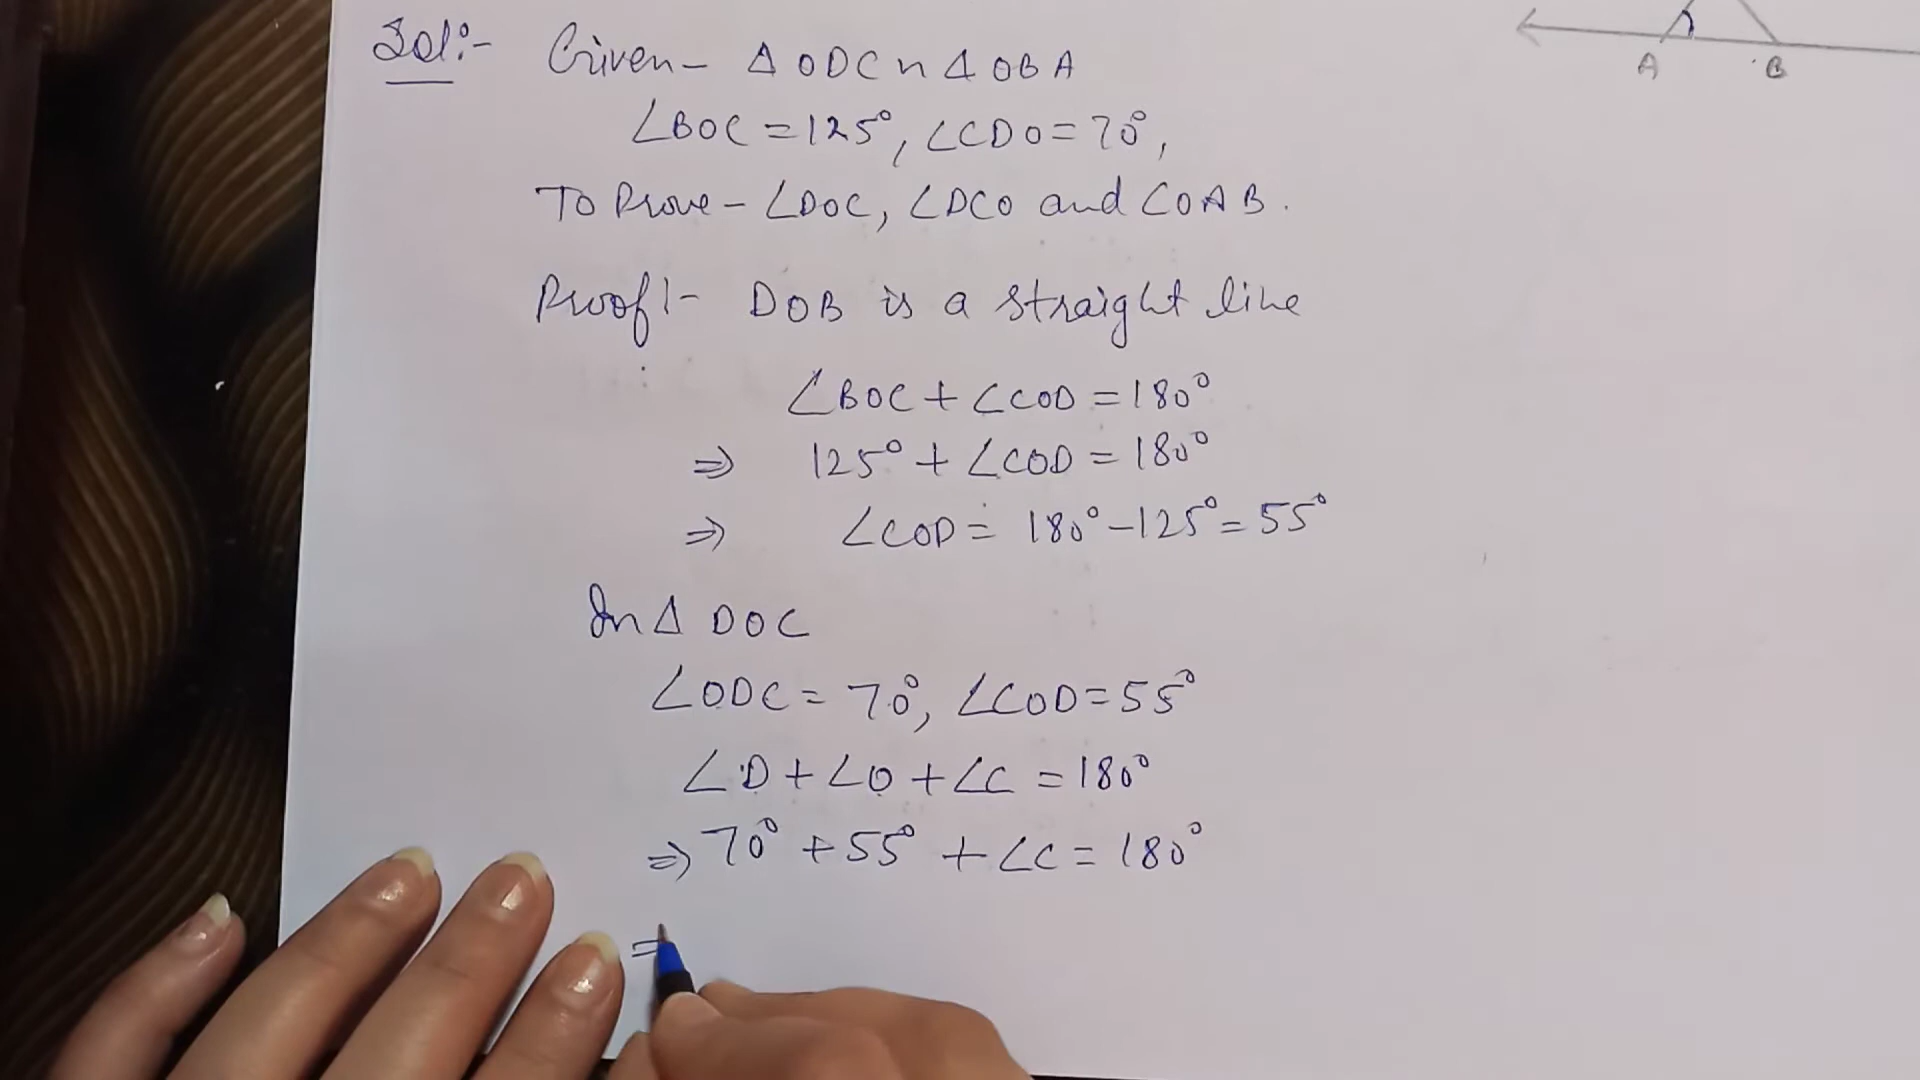 Sol:- Given- Δ ODC ~ Δ OBA
A B
∠BOC = 125°, ∠CDO = 70°,
To Prove - ∠DOC, ∠DCO and ∠OAB.
Proof:- DOB is a straight line
∠BOC + ∠COD = 180°
⇒ 125° + ∠COD = 180°
⇒ ∠COD = 180° - 125° = 55°
In Δ DOC
∠ODC = 70°, ∠COD = 55°
∠D + ∠O + ∠C = 180°
⇒ 70° + 55° + ∠C = 180°
=